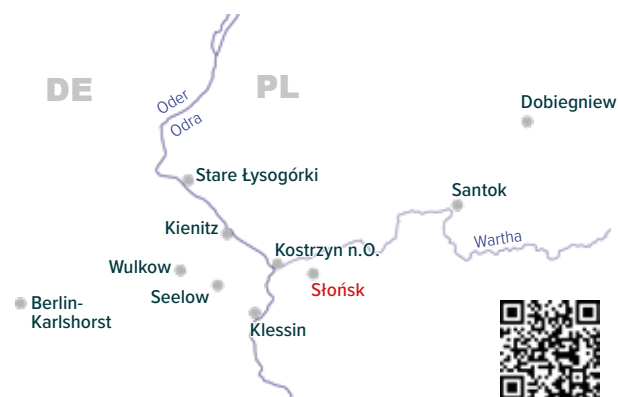 DE
PL
Oder
Odra
Dobiegniew
Stare Łysogórki
Santok
Kienitz
Wartha
Kostrzyn n.O.
Wulkow
Seelow
Słońsk
Berlin-
Karlshorst
Klessin